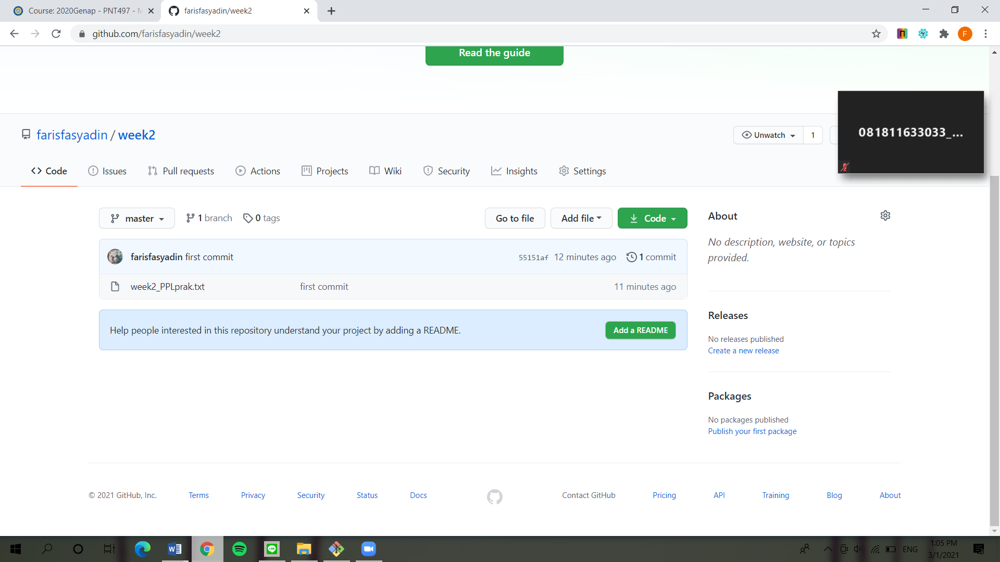 Course: 2020Genap - PNT497 - M
farisfasyadin/week2
github.com/farisfasyadin/week2
F
Read the guide
farisfasyadin / week2
Unwatch 1
081811633033_...
Code
Issues
Pull requests
Actions
Projects
Wiki
Security
Insights
Settings
master
1 branch
0 tags
Go to file
Add file
Code
About
No description, website, or topics
provided.
farisfasyadin first commit
55151af 12 minutes ago
1 commit
week2_PPLprak.txt
first commit
11 minutes ago
Help people interested in this repository understand your project by adding a README.
Add a README
Releases
No releases published
Create a new release
Packages
No packages published
Publish your first package
© 2021 GitHub, Inc.
Terms
Privacy
Security
Status
Docs
Contact GitHub
Pricing
API
Training
Blog
About
W
LINE
ENG
1:05 PM
3/1/2021